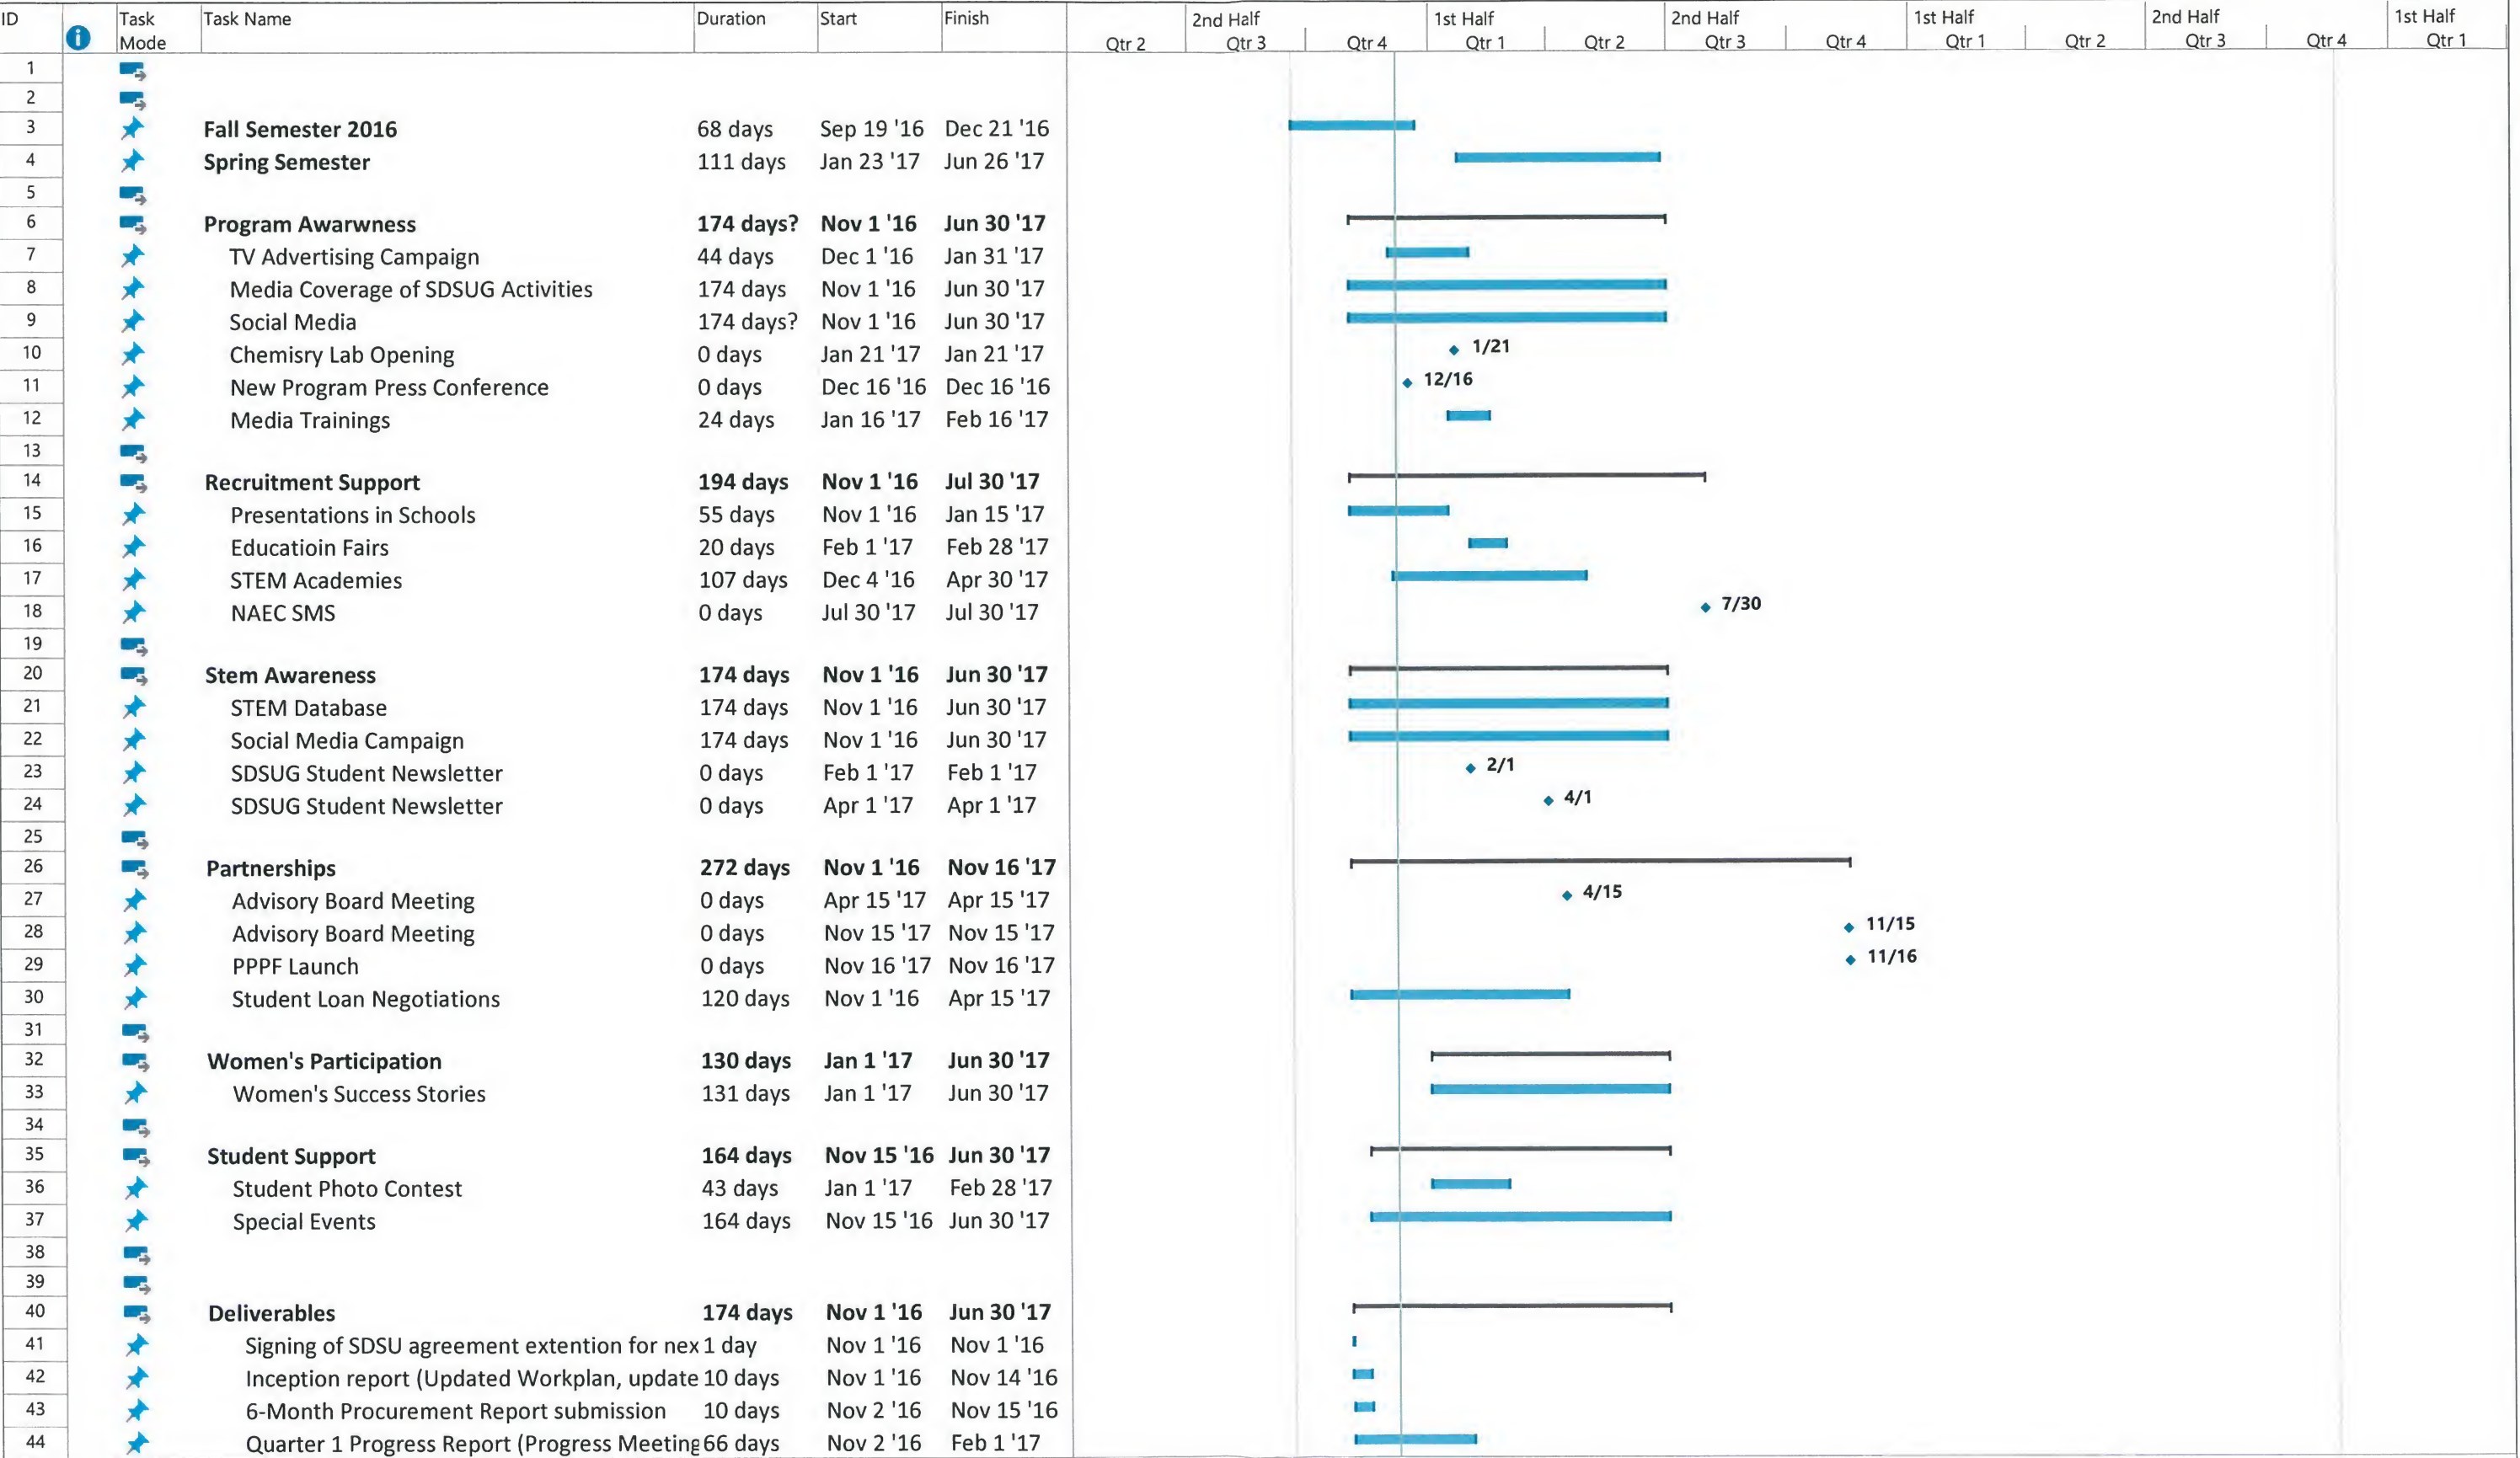 ID Task Mode Task Name Duration Start Finish 2nd Half 1st Half 2nd Half 1st Half 2nd Half 1st Half
Qtr 2 Qtr 3 Qtr 4 Qtr 1 Qtr 2 Qtr 3 Qtr 4 Qtr 1 Qtr 2 Qtr 3 Qtr 4 Qtr 1
1
2
3 Fall Semester 2016 68 days Sep 19 '16 Dec 21 '16
4 Spring Semester 111 days Jan 23 '17 Jun 26 '17
5
6 Program Awarwness 174 days? Nov 1 '16 Jun 30 '17
7 TV Advertising Campaign 44 days Dec 1 '16 Jan 31 '17
8 Media Coverage of SDSUG Activities 174 days Nov 1 '16 Jun 30 '17
9 Social Media 174 days? Nov 1 '16 Jun 30 '17
10 Chemisry Lab Opening 0 days Jan 21 '17 Jan 21 '17 1/21
11 New Program Press Conference 0 days Dec 16 '16 Dec 16 '16 12/16
12 Media Trainings 24 days Jan 16 '17 Feb 16 '17
13
14 Recruitment Support 194 days Nov 1 '16 Jul 30 '17
15 Presentations in Schools 55 days Nov 1 '16 Jan 15 '17
16 Educatioin Fairs 20 days Feb 1 '17 Feb 28 '17
17 STEM Academies 107 days Dec 4 '16 Apr 30 '17
18 NAEC SMS 0 days Jul 30 '17 Jul 30 '17 7/30
19
20 Stem Awareness 174 days Nov 1 '16 Jun 30 '17
21 STEM Database 174 days Nov 1 '16 Jun 30 '17
22 Social Media Campaign 174 days Nov 1 '16 Jun 30 '17
23 SDSUG Student Newsletter 0 days Feb 1 '17 Feb 1 '17 2/1
24 SDSUG Student Newsletter 0 days Apr 1 '17 Apr 1 '17 4/1
25
26 Partnerships 272 days Nov 1 '16 Nov 16 '17
27 Advisory Board Meeting 0 days Apr 15 '17 Apr 15 '17 4/15
28 Advisory Board Meeting 0 days Nov 15 '17 Nov 15 '17 11/15
29 PPPF Launch 0 days Nov 16 '17 Nov 16 '17 11/16
30 Student Loan Negotiations 120 days Nov 1 '16 Apr 15 '17
31
32 Women's Participation 130 days Jan 1 '17 Jun 30 '17
33 Women's Success Stories 131 days Jan 1 '17 Jun 30 '17
34
35 Student Support 164 days Nov 15 '16 Jun 30 '17
36 Student Photo Contest 43 days Jan 1 '17 Feb 28 '17
37 Special Events 164 days Nov 15 '16 Jun 30 '17
38
39
40 Deliverables 174 days Nov 1 '16 Jun 30 '17
41 Signing of SDSU agreement extention for nex 1 day Nov 1 '16 Nov 1 '16
42 Inception report (Updated Workplan, update 10 days Nov 1 '16 Nov 14 '16
43 6-Month Procurement Report submission 10 days Nov 2 '16 Nov 15 '16
44 Quarter 1 Progress Report (Progress Meeting 66 days Nov 2 '16 Feb 1 '17